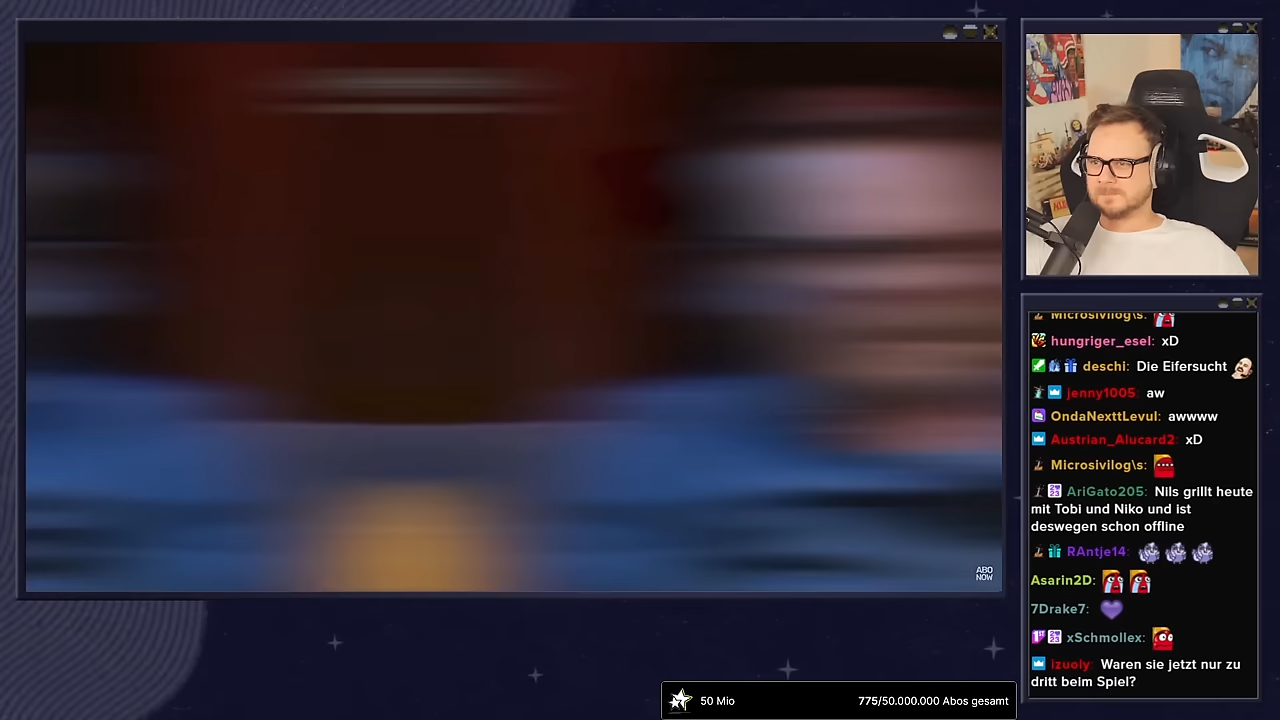 ABO
NOW
Microsivilog\s:
hungriger_esel: xD
deschi: Die Eifersucht
jenny1005: aw
OndaNexttLevul: awwww
Austrian_Alucard2: xD
Microsivilog\s:
AriGato205: Nils grillt heute
mit Tobi und Niko und ist
deswegen schon offline
RAntje14:
Asarin2D:
7Drake7:
xSchmollex:
izuoly: Waren sie jetzt nur zu
dritt beim Spiel?
50 Mio 775/50.000.000 Abos gesamt